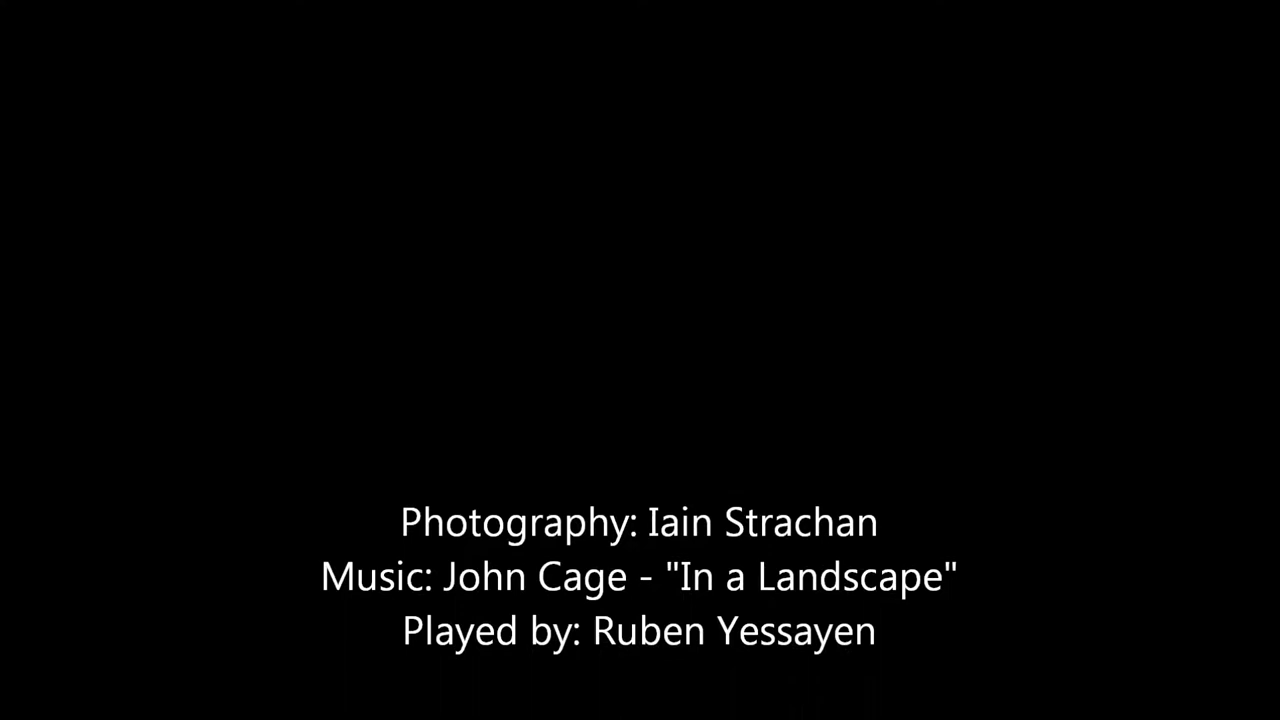 Photography: Iain Strachan
Music: John Cage - "In a Landscape"
Played by: Ruben Yessayen